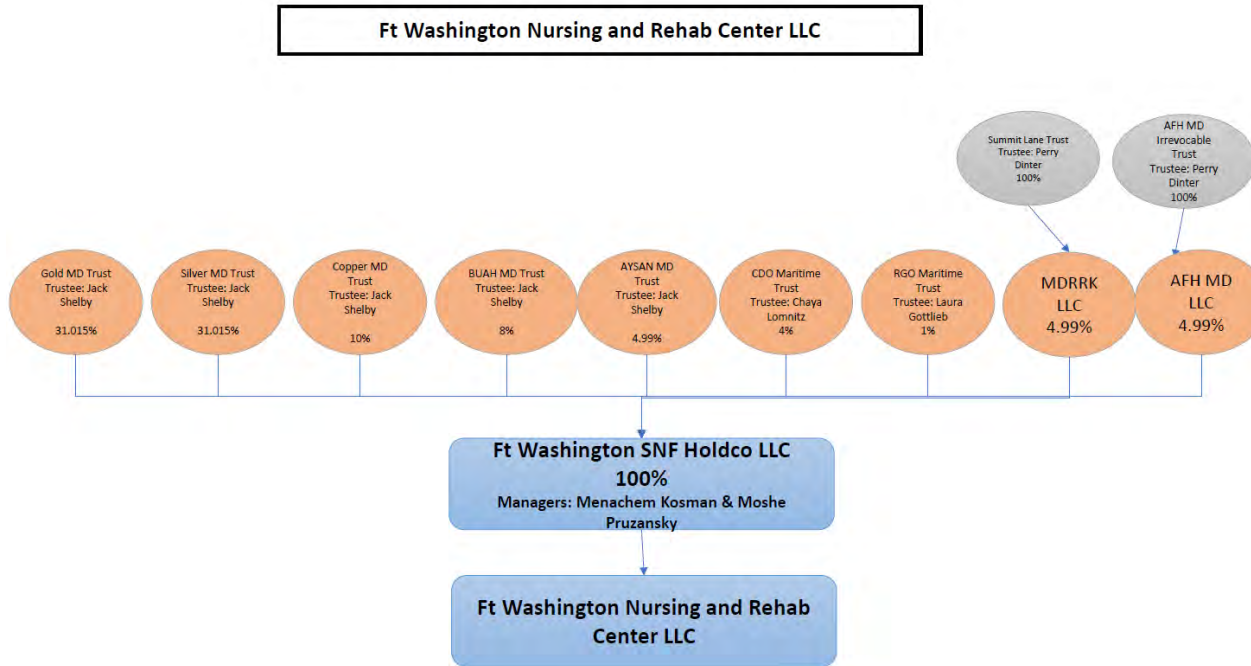 Ft Washington Nursing and Rehab Center LLC
Summit Lane Trust
Trustee: Perry
Dinter
100%
AFH MD
Irrevocable
Trust
Trustee: Perry
Dinter
100%
Gold MD Trust
Trustee: Jack
Shelby
31.015%
Silver MD Trust
Trustee: Jack
Shelby
31.015%
Copper MD
Trust
Trustee: Jack
Shelby
10%
BUAH MD Trust
Trustee: Jack
Shelby
8%
AYSAN MD
Trust
Trustee: Jack
Shelby
4.99%
CDO Maritime
Trust
Trustee: Chaya
Lomnitz
4%
RGO Maritime
Trust
Trustee: Laura
Gottlieb
1%
MDRRK
LLC
4.99%
AFH MD
LLC
4.99%
Ft Washington SNF Holdco LLC
100%
Managers: Menachem Kosman & Moshe
Pruzansky
Ft Washington Nursing and Rehab
Center LLC